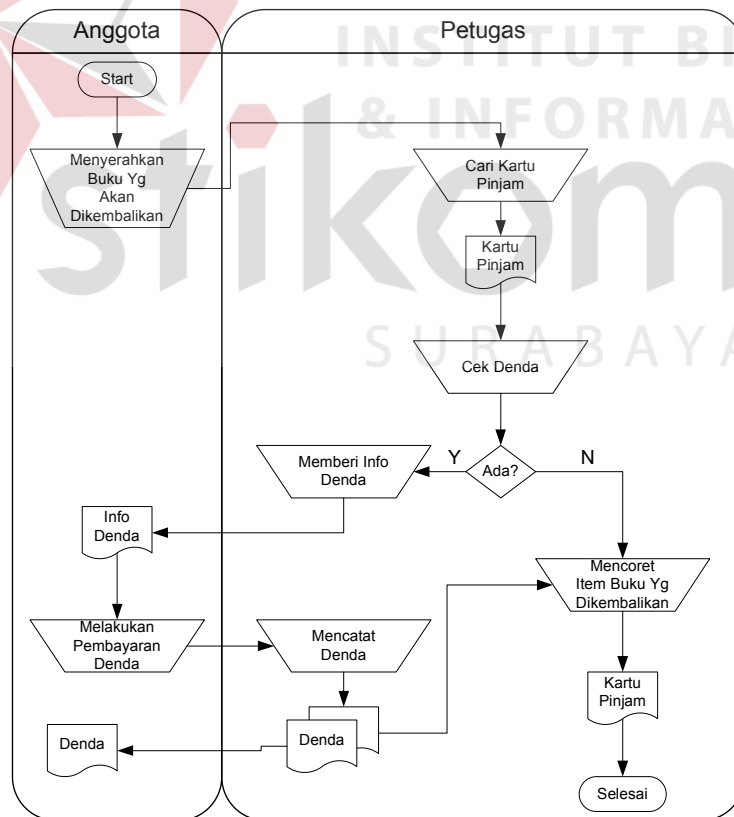 Anggota
Petugas
INSTITUT BI
& INFORMA
stikom
SURABAYA
Start
Menyerahkan
Buku Yg
Akan
Dikembalikan
Cari Kartu
Pinjam
Kartu
Pinjam
Cek Denda
Ada?
Y
N
Memberi Info
Denda
Info
Denda
Mencoret
Item Buku Yg
Dikembalikan
Melakukan
Pembayaran
Denda
Mencatat
Denda
Kartu
Pinjam
Denda
Denda
Selesai